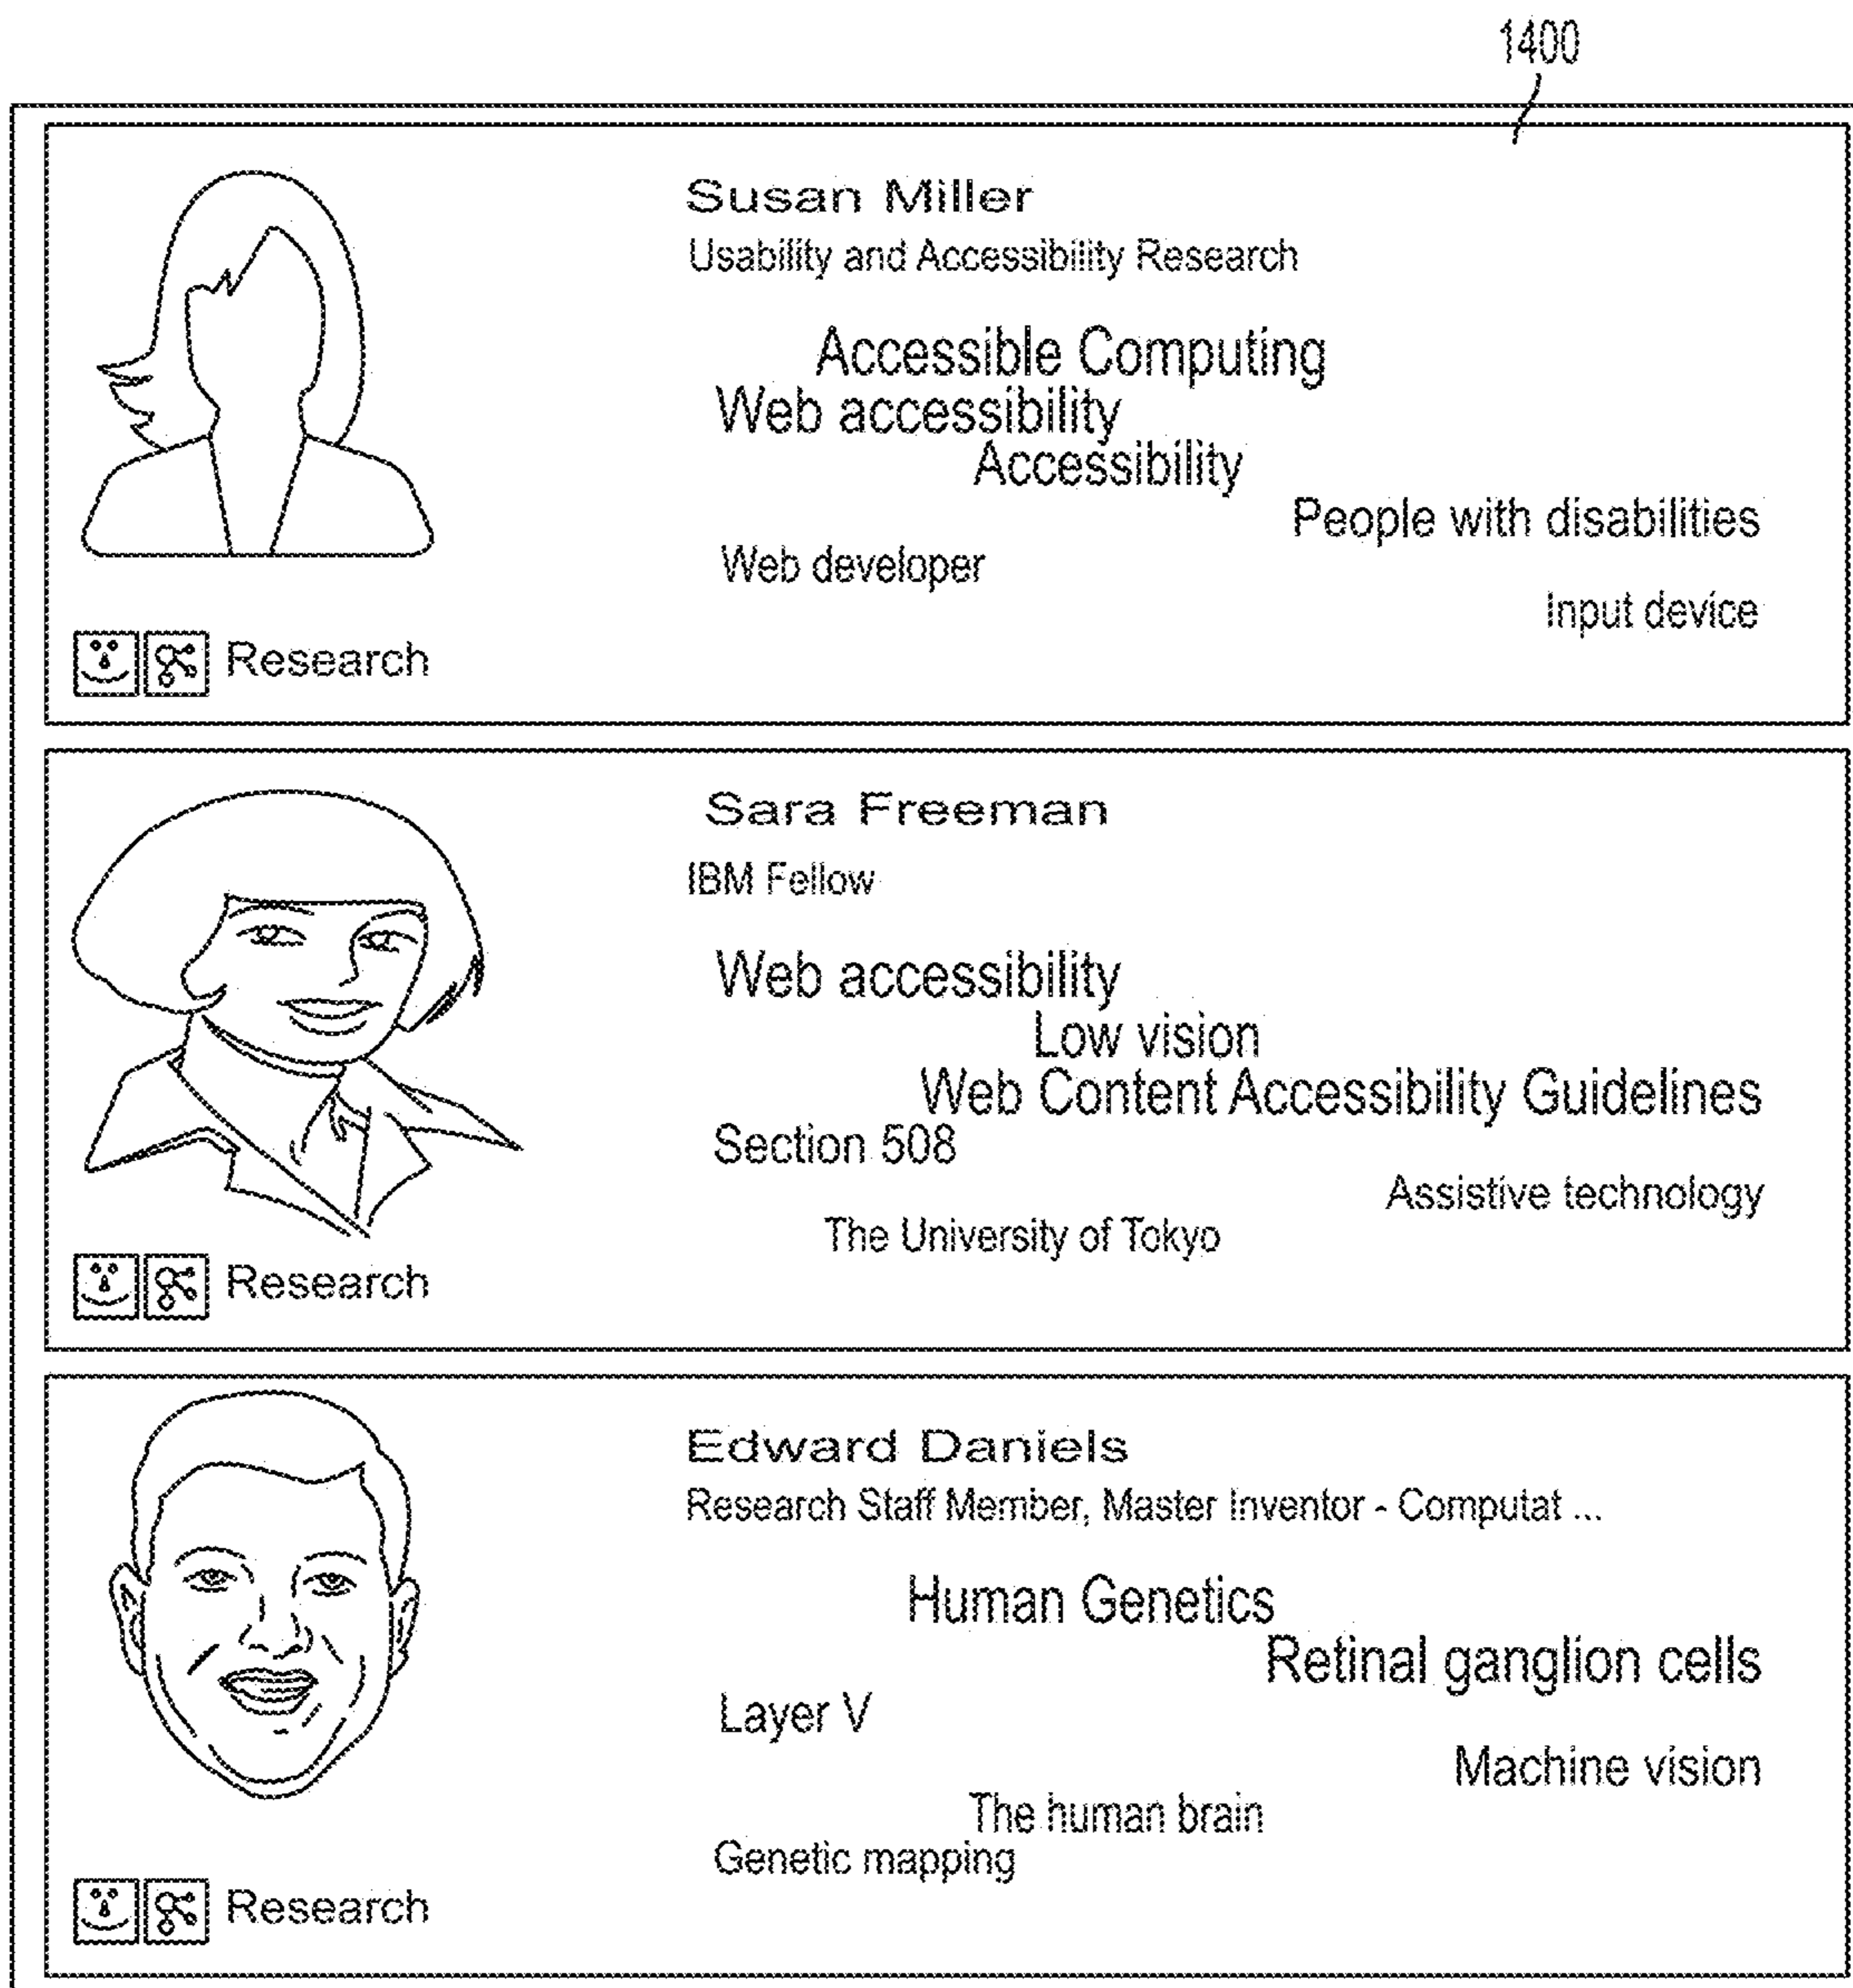 1400
Susan Miller
Usability and Accessibility Research
Accessible Computing
Web accessibility
Accessibility
People with disabilities
Web developer
Input device
Research
Sara Freeman
IBM Fellow
Web accessibility
Low vision
Web Content Accessibility Guidelines
Section 508
Assistive technology
The University of Tokyo
Research
Edward Daniels
Research Staff Member, Master Inventor - Computat ...
Human Genetics
Retinal ganglion cells
Layer V
Machine vision
The human brain
Genetic mapping
Research